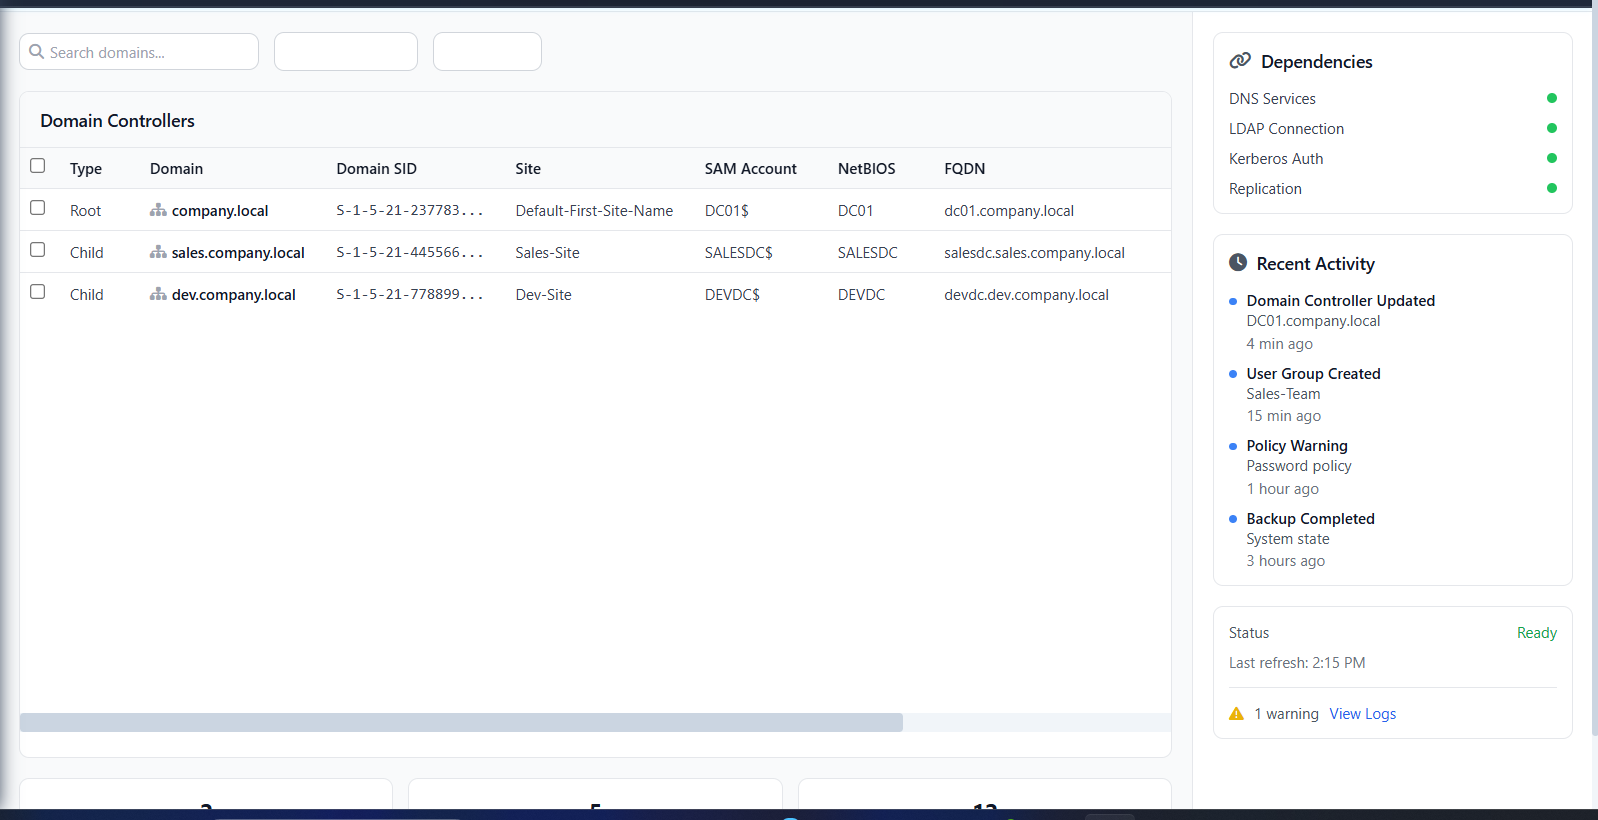 Search domains...
Domain Controllers
Type Domain Domain SID Site SAM Account NetBIOS FQDN
Root company.local S-1-5-21-237783... Default-First-Site-Name DC01$ DC01 dc01.company.local
Child sales.company.local S-1-5-21-445566... Sales-Site SALESDC$ SALESDC salesdc.sales.company.local
Child dev.company.local S-1-5-21-778899... Dev-Site DEVDC$ DEVDC devdc.dev.company.local
Dependencies
DNS Services
LDAP Connection
Kerberos Auth
Replication
Recent Activity
Domain Controller Updated
DC01.company.local
4 min ago
User Group Created
Sales-Team
15 min ago
Policy Warning
Password policy
1 hour ago
Backup Completed
System state
3 hours ago
Status Ready
Last refresh: 2:15 PM
1 warning View Logs